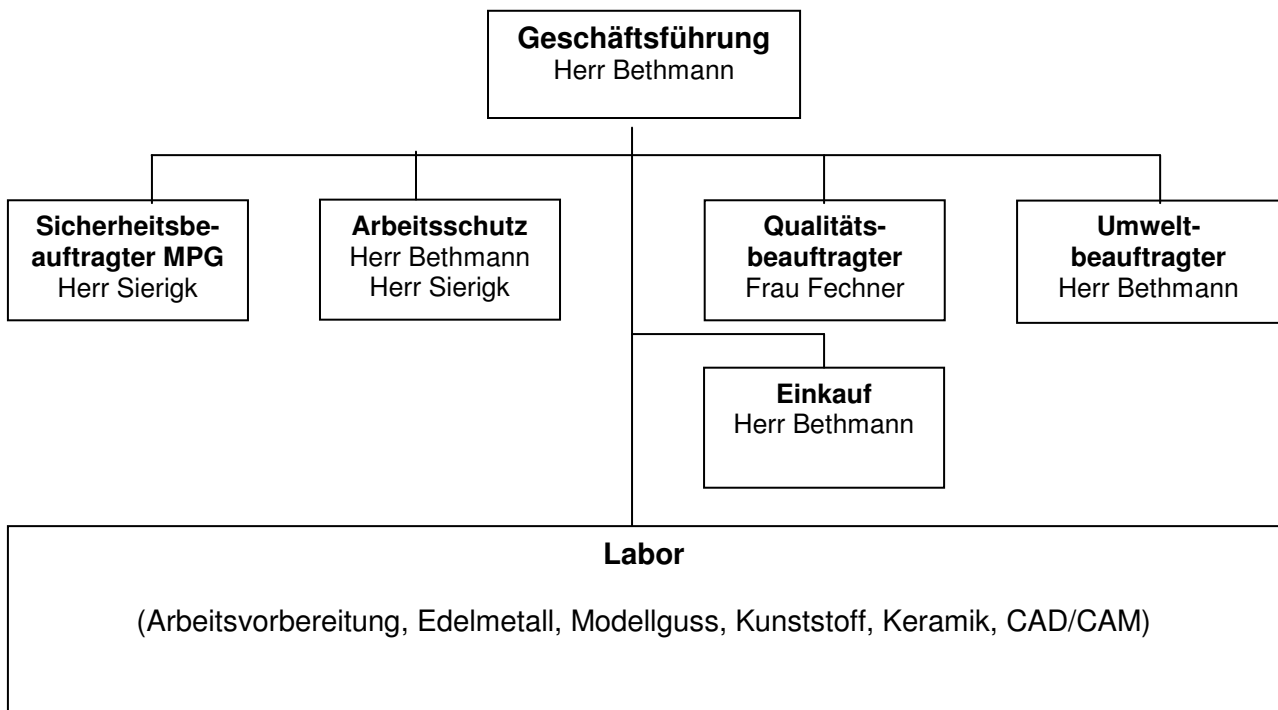 Geschäftsführung
Herr Bethmann
Sicherheitsbe-
auftragter MPG
Herr Sierigk
Arbeitsschutz
Herr Bethmann
Herr Sierigk
Qualitäts-
beauftragter
Frau Fechner
Umwelt-
beauftragter
Herr Bethmann
Einkauf
Herr Bethmann
Labor
(Arbeitsvorbereitung, Edelmetall, Modellguss, Kunststoff, Keramik, CAD/CAM)